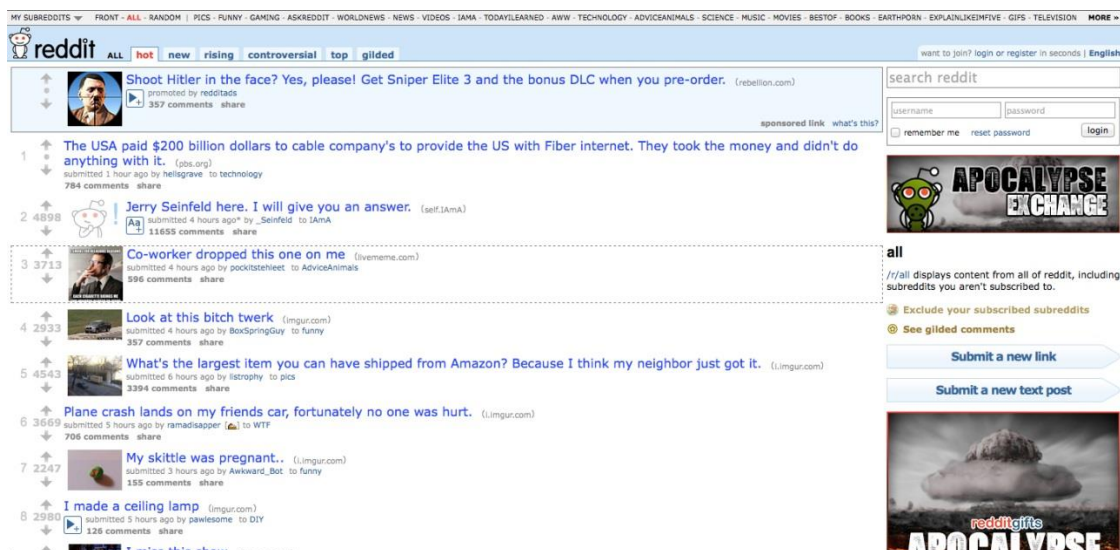 MY SUBREDDITS FRONT - ALL - RANDOM | PICS - FUNNY - GAMING - ASKREDDIT - WORLDNEWS - NEWS - VIDEOS - IAMA - TODAYILEARNED - AWW - TECHNOLOGY - ADVICEANIMALS - SCIENCE - MUSIC - MOVIES - BESTOF - BOOKS - EARTHPORN - EXPLAINLIKEIMFIVE - GIFS - TELEVISION MORE »
reddit ALL hot new rising controversial top gilded
want to join? login or register in seconds | English
Shoot Hitler in the face? Yes, please! Get Sniper Elite 3 and the bonus DLC when you pre-order. (rebellion.com)
promoted by redditads
357 comments share
sponsored link what's this?
1
The USA paid $200 billion dollars to cable company's to provide the US with Fiber internet. They took the money and didn't do
anything with it. (pbs.org)
submitted 1 hour ago by hellsgrave to technology
784 comments share
2 4898
Jerry Seinfeld here. I will give you an answer. (self.IAmA)
Aa submitted 4 hours ago* by _Seinfeld to IAmA
11655 comments share
3 3713
Co-worker dropped this one on me (livememe.com)
submitted 4 hours ago by pockitstehleet to AdviceAnimals
596 comments share
4 2933
Look at this bitch twerk (imgur.com)
submitted 4 hours ago by BoxSpringGuy to funny
357 comments share
5 4543
What's the largest item you can have shipped from Amazon? Because I think my neighbor just got it. (i.imgur.com)
submitted 6 hours ago by listrophy to pics
3394 comments share
6 3669
Plane crash lands on my friends car, fortunately no one was hurt. (i.imgur.com)
submitted 5 hours ago by ramadisapper to WTF
706 comments share
7 2247
My skittle was pregnant.. (i.imgur.com)
submitted 3 hours ago by Awkward_Bot to funny
155 comments share
8 2980
I made a ceiling lamp (imgur.com)
submitted 5 hours ago by pawlesome to DIY
126 comments share
I miss this show
search reddit
username password
remember me reset password login
APOCALYPSE
EXCHANGE
all
/r/all displays content from all of reddit, including
subreddits you aren't subscribed to.
Exclude your subscribed subreddits
See gilded comments
Submit a new link
Submit a new text post
redditgifts
APOCALYPSE